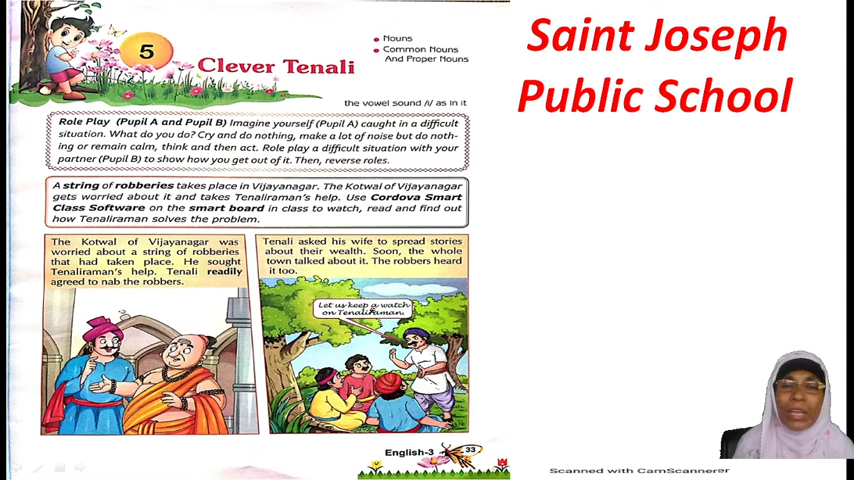 5
Clever Tenali
Nouns
Common Nouns
And Proper Nouns
the vowel sound /i/ as in it
Role Play (Pupil A and Pupil B) Imagine yourself (Pupil A) caught in a difficult
situation. What do you do? Cry and do nothing, make a lot of noise but do noth-
ing or remain calm, think and then act. Role play a difficult situation with your
partner (Pupil B) to show how you get out of it. Then, reverse roles.
A string of robberies takes place in Vijayanagar. The Kotwal of Vijayanagar
gets worried about it and takes Tenaliraman's help. Use Cordova Smart
Class Software on the smart board in class to watch, read and find out
how Tenaliraman solves the problem.
The Kotwal of Vijayanagar was
worried about a string of robberies
that had taken place. He sought
Tenaliraman's help. Tenali readily
agreed to nab the robbers.
Tenali asked his wife to spread stories
about their wealth. Soon, the whole
town talked about it. The robbers heard
it too.
Let us keep a watch
on Tenaliraman.
English-3
33
Saint Joseph
Public School
Scanned with CamScannerer